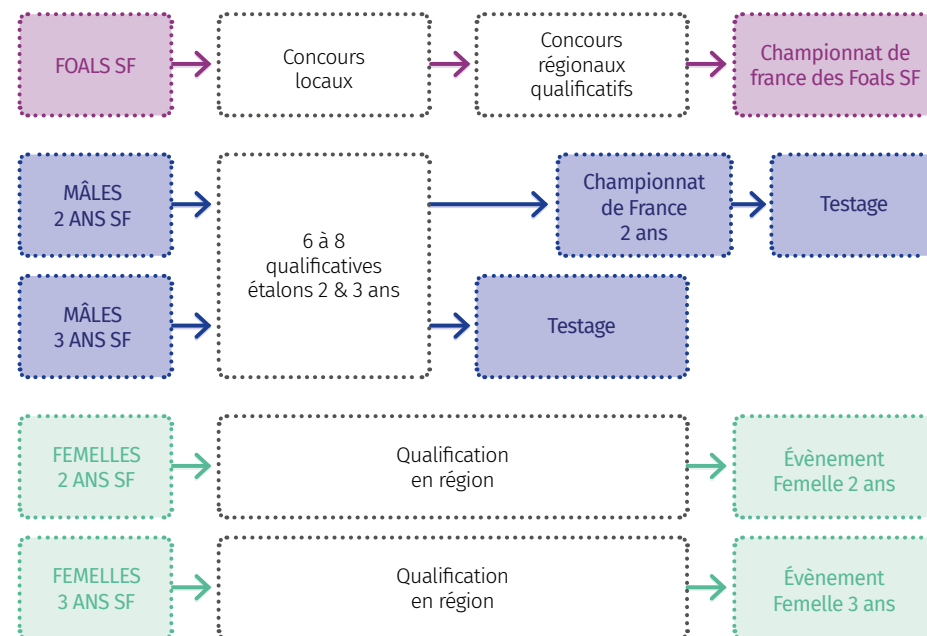 FOALS SF
Concours
locaux
Concours
régionaux
qualificatifs
Championnat de
france des Foals SF
MÂLES
2 ANS SF
6 à 8
qualificatives
étalons 2 & 3 ans
Championnat
de France
2 ans
Testage
MÂLES
3 ANS SF
Testage
FEMELLES
2 ANS SF
Qualification
en région
Évènement
Femelle 2 ans
FEMELLES
3 ANS SF
Qualification
en région
Évènement
Femelle 3 ans